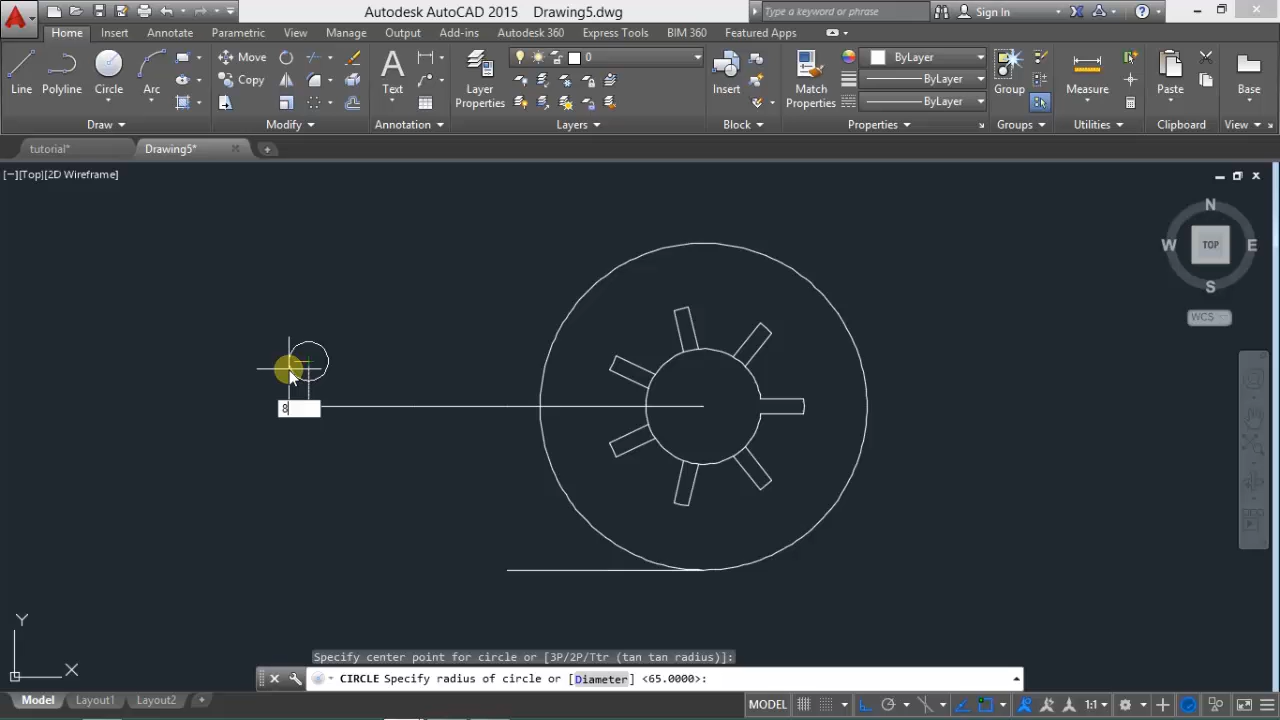 Autodesk AutoCAD 2015 Drawing5.dwg
Type a keyword or phrase
Sign In
Home Insert Annotate Parametric View Manage Output Add-ins Autodesk 360 Express Tools BIM 360 Featured Apps
Line
Polyline
Circle
Arc
Draw
Move
Copy
Modify
Text
Annotation
Layer
Properties
0
Layers
Insert
Block
Match
Properties
ByLayer
ByLayer
ByLayer
Properties
Group
Groups
Measure
Utilities
Paste
Clipboard
Base
View
tutorial*
Drawing5*
[−][Top][2D Wireframe]
N
W TOP E
S
WCS
8
Y
X
Specify center point for circle or [3P/2P/Ttr (tan tan radius)]:
CIRCLE Specify radius of circle or [Diameter] <65.0000>:
Model Layout1 Layout2 +
MODEL
1:1